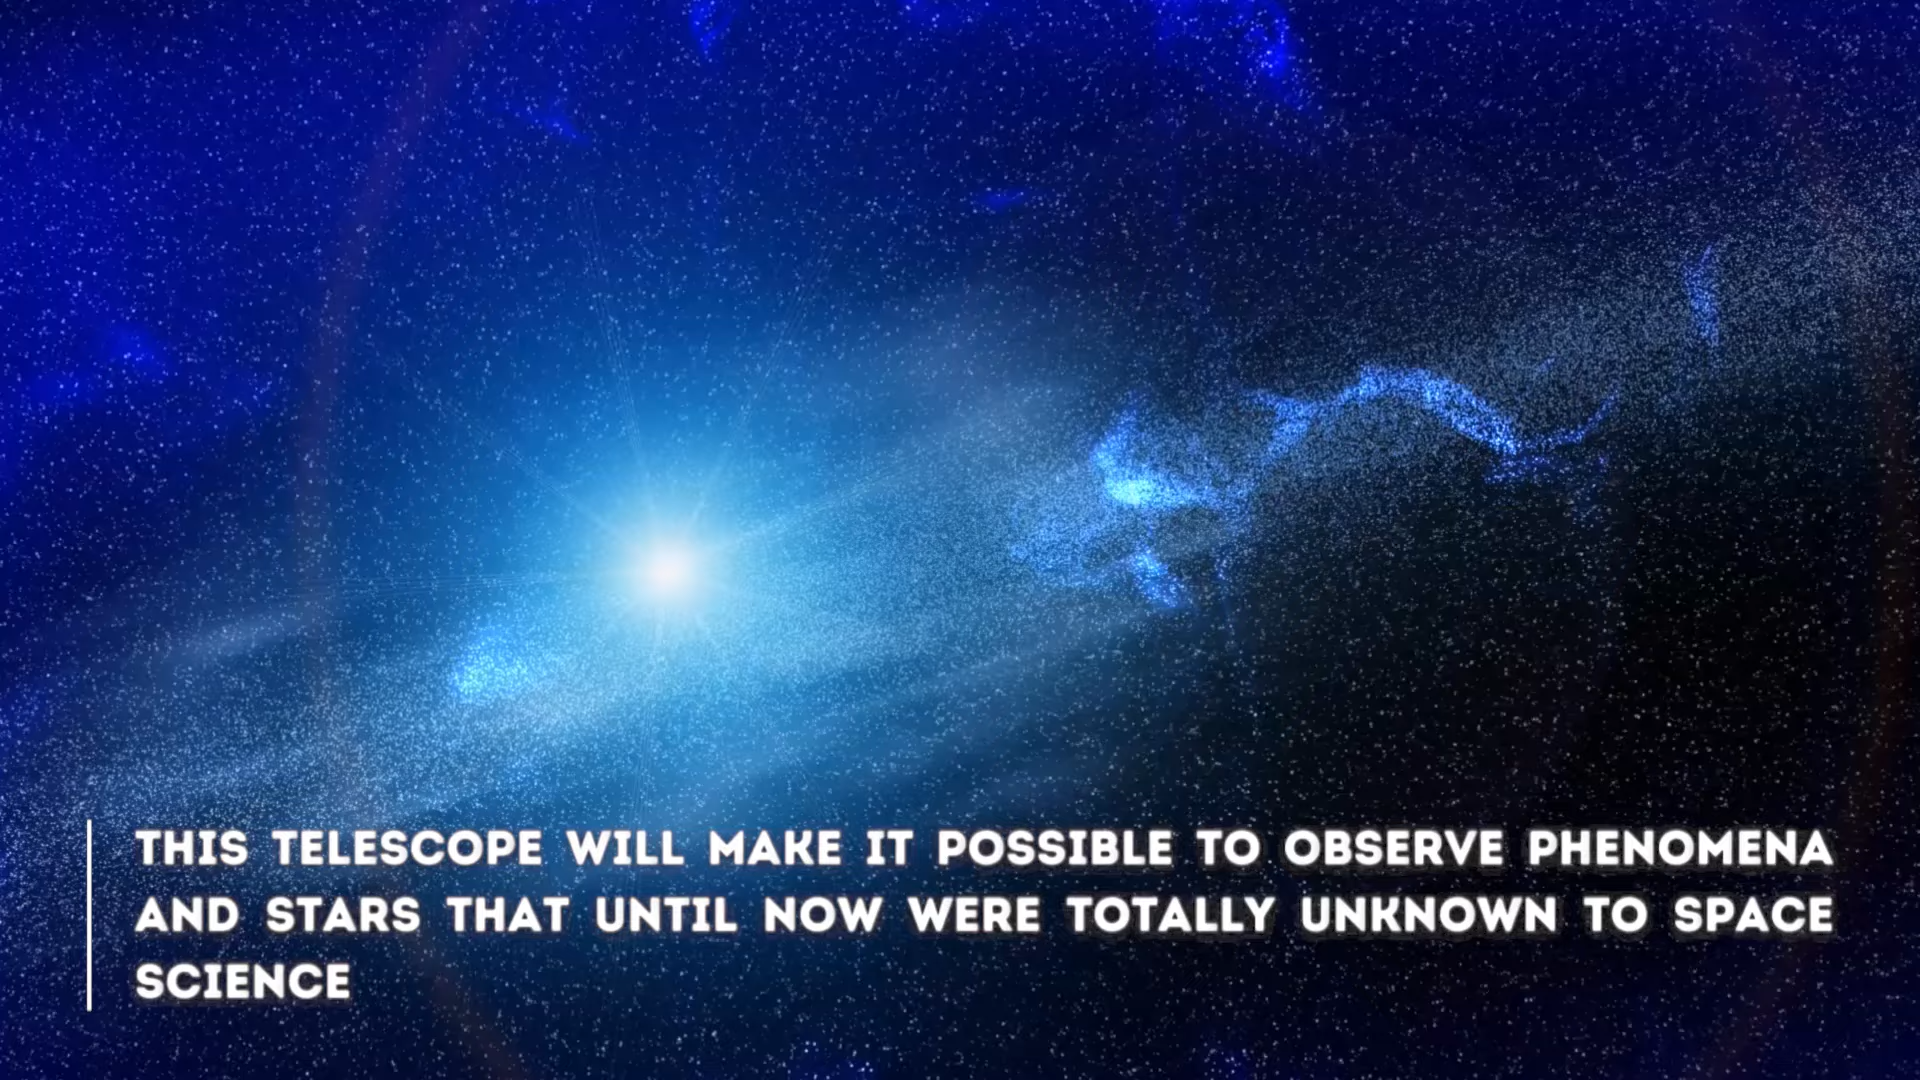 THIS TELESCOPE WILL MAKE IT POSSIBLE TO OBSERVE PHENOMENA
AND STARS THAT UNTIL NOW WERE TOTALLY UNKNOWN TO SPACE
SCIENCE